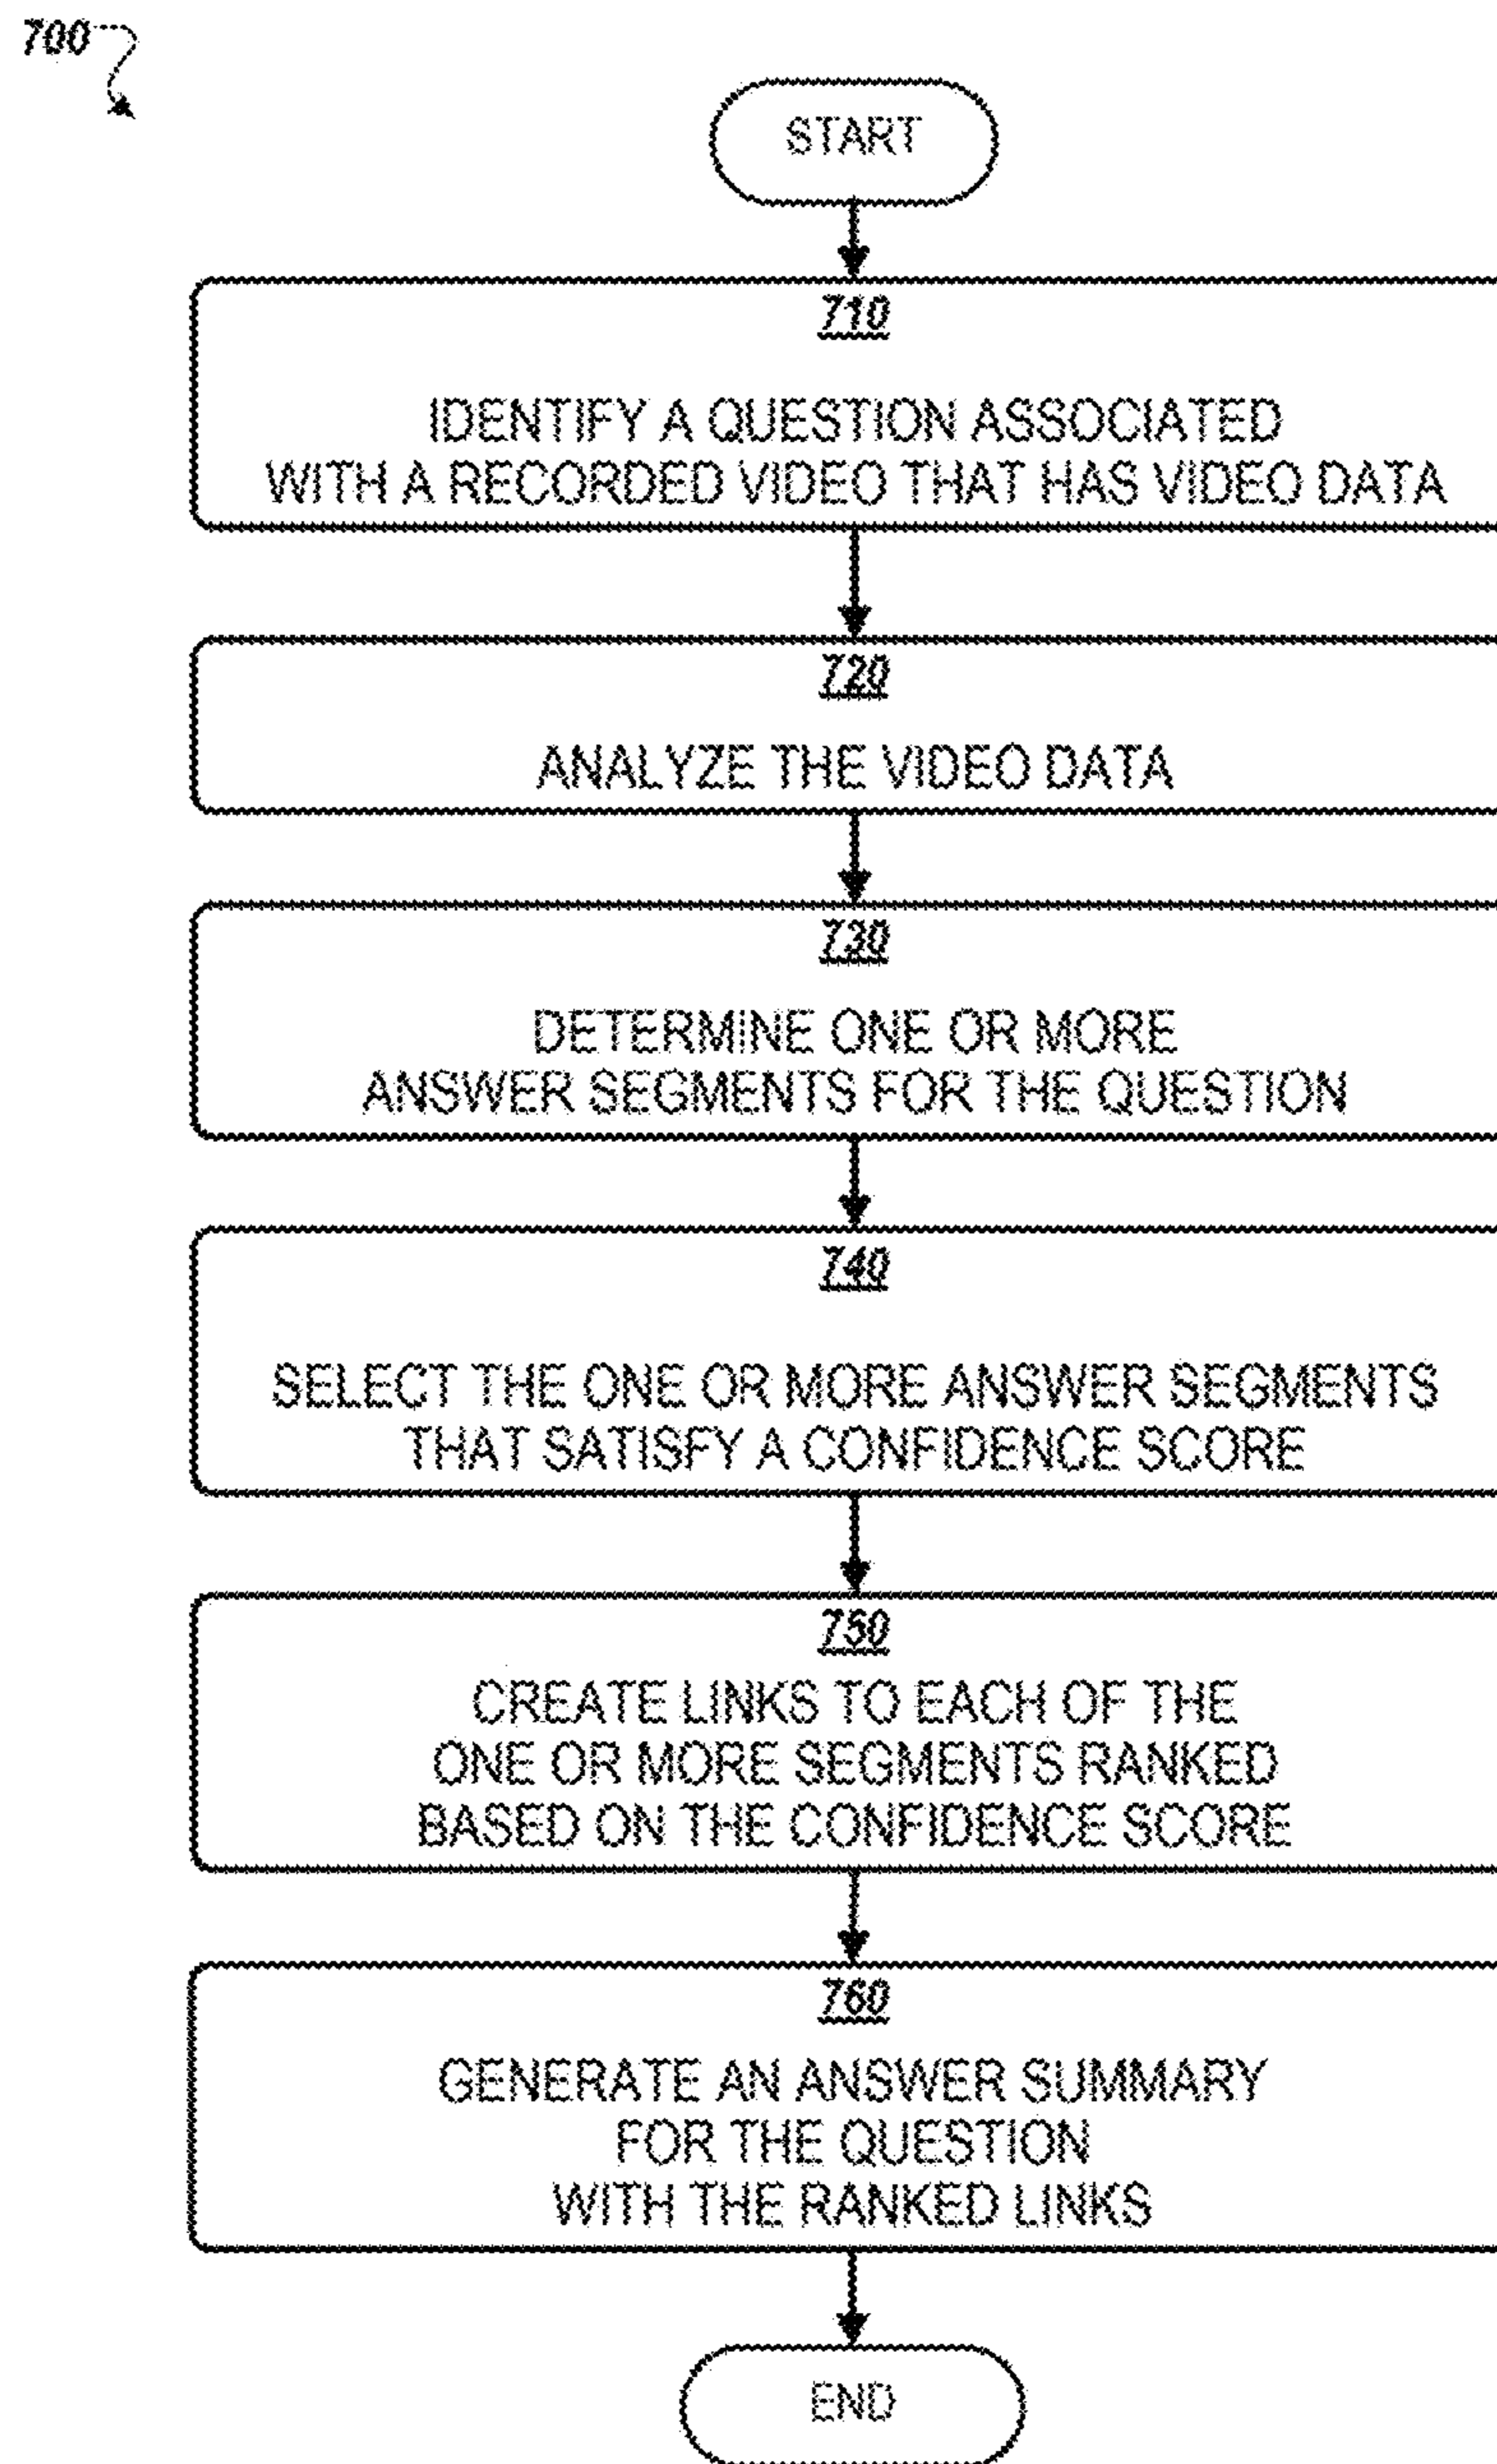 700
START
710
IDENTIFY A QUESTION ASSOCIATED
WITH A RECORDED VIDEO THAT HAS VIDEO DATA
720
ANALYZE THE VIDEO DATA
730
DETERMINE ONE OR MORE
ANSWER SEGMENTS FOR THE QUESTION
740
SELECT THE ONE OR MORE ANSWER SEGMENTS
THAT SATISFY A CONFIDENCE SCORE
750
CREATE LINKS TO EACH OF THE
ONE OR MORE SEGMENTS RANKED
BASED ON THE CONFIDENCE SCORE
760
GENERATE AN ANSWER SUMMARY
FOR THE QUESTION
WITH THE RANKED LINKS
END